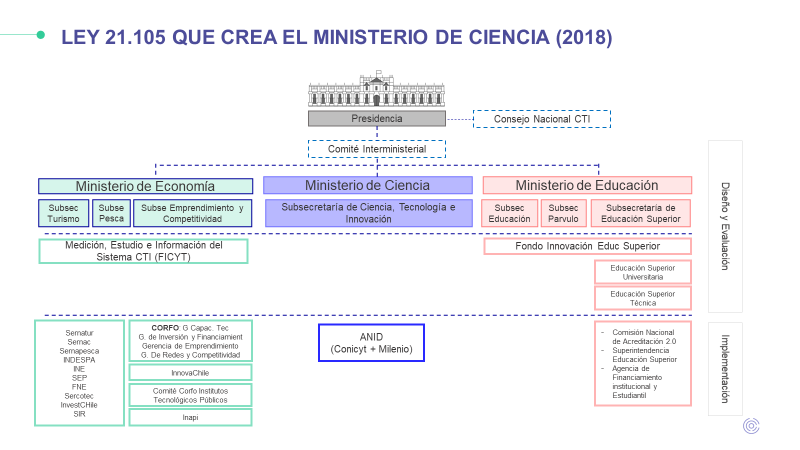 LEY 21.105 QUE CREA EL MINISTERIO DE CIENCIA (2018)
Presidencia
Consejo Nacional CTI
Comité Interministerial
Ministerio de Economía
Ministerio de Ciencia
Ministerio de Educación
Subsec
Turismo
Subse
Pesca
Subse Emprendimiento y
Competitividad
Subsecretaría de Ciencia, Tecnología e
Innovación
Subsec
Educación
Subsec
Parvulo
Subsecretaría de
Educación Superior
Medición, Estudio e Información del
Sistema CTI (FICYT)
Fondo Innovación Educ Superior
Educación Superior
Universitaria
Educación Superior
Técnica
Diseño y Evaluación
Sernatur
Sernac
Sernapesca
INDESPA
INE
SEP
FNE
Sercotec
InvestCHile
SIR
CORFO: G Capac. Tec
G. de Inversión y Financiamient
Gerencia de Emprendimiento
G. De Redes y Competitividad
InnovaChile
Comité Corfo Institutos
Tecnológicos Públicos
Inapi
ANID
(Conicyt + Milenio)
- Comisión Nacional
de Acreditación 2.0
- Superintendencia
Educación Superior
- Agencia de
Financiamiento
institucional y
Estudiantil
Implementación